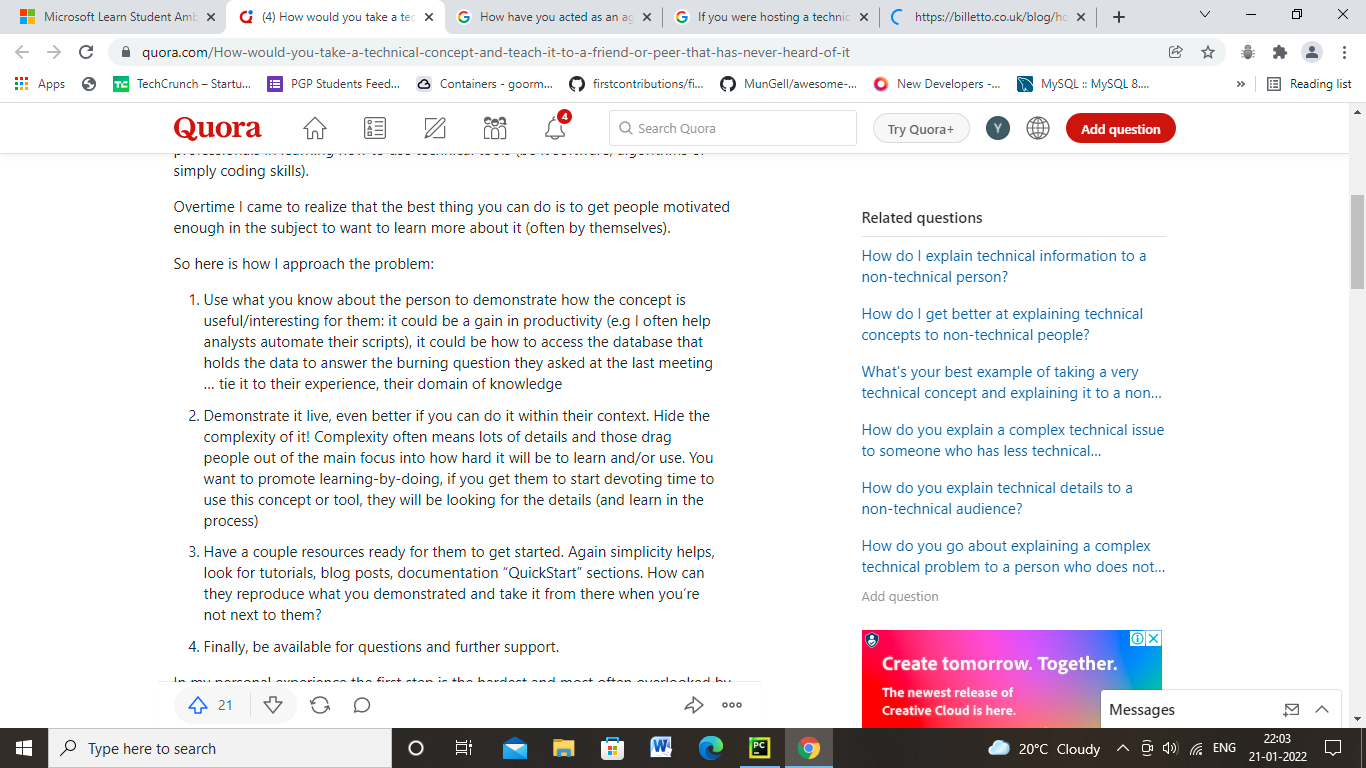 Microsoft Learn Student Amb
(4) How would you take a tec
How have you acted as an ag
If you were hosting a technic
https://billetto.co.uk/blog/ho
quora.com/How-would-you-take-a-technical-concept-and-teach-it-to-a-friend-or-peer-that-has-never-heard-of-it
Apps
TechCrunch – Startu...
PGP Students Feed...
Containers - goorm...
firstcontributions/fi...
MunGell/awesome-...
New Developers -...
MySQL :: MySQL 8....
»
Reading list
Quora
4
Search Quora
Try Quora+
Y
Add question
simply coding skills).
Overtime I came to realize that the best thing you can do is to get people motivated
enough in the subject to want to learn more about it (often by themselves).
So here is how I approach the problem:
1. Use what you know about the person to demonstrate how the concept is
useful/interesting for them: it could be a gain in productivity (e.g I often help
analysts automate their scripts), it could be how to access the database that
holds the data to answer the burning question they asked at the last meeting
... tie it to their experience, their domain of knowledge
2. Demonstrate it live, even better if you can do it within their context. Hide the
complexity of it! Complexity often means lots of details and those drag
people out of the main focus into how hard it will be to learn and/or use. You
want to promote learning-by-doing, if you get them to start devoting time to
use this concept or tool, they will be looking for the details (and learn in the
process)
3. Have a couple resources ready for them to get started. Again simplicity helps,
look for tutorials, blog posts, documentation “QuickStart” sections. How can
they reproduce what you demonstrated and take it from there when you’re
not next to them?
4. Finally, be available for questions and further support.
In my personal experience the first step is the hardest and most often overlooked by
21
Related questions
How do I explain technical information to a
non-technical person?
How do I get better at explaining technical
concepts to non-technical people?
What's your best example of taking a very
technical concept and explaining it to a non...
How do you explain a complex technical issue
to someone who has less technical...
How do you explain technical details to a
non-technical audience?
How do you go about explaining a complex
technical problem to a person who does not...
Add question
Create tomorrow. Together.
The newest release of
Creative Cloud is here.
Messages
Type here to search
PC
20°C Cloudy
ENG
22:03
21-01-2022